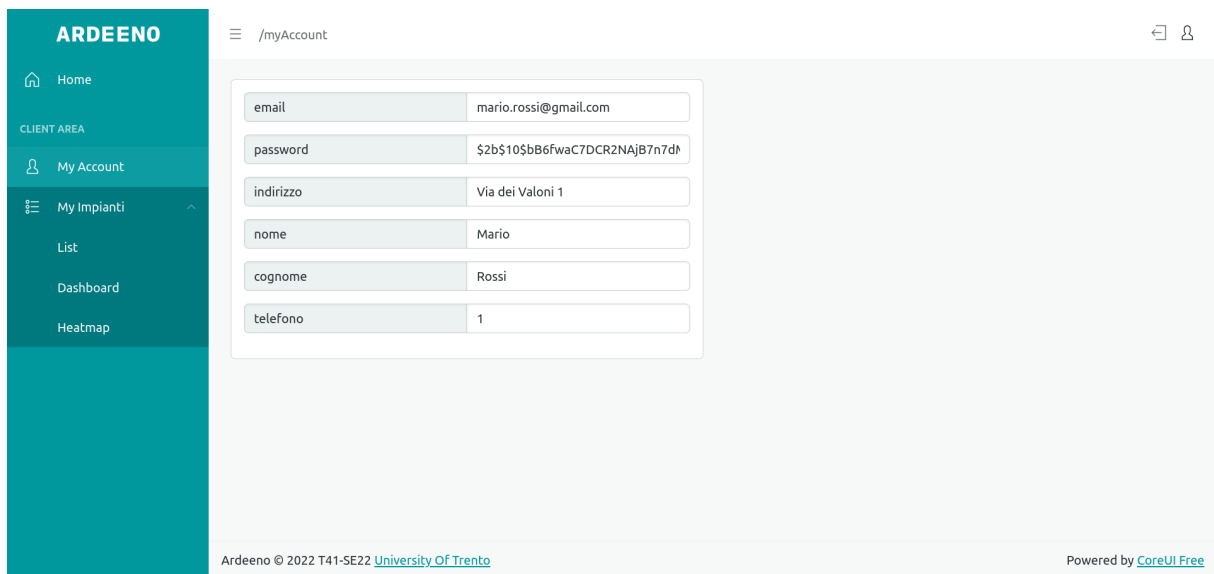 ARDEENO
Home
CLIENT AREA
My Account
My Impianti
List
Dashboard
Heatmap
/myAccount
email mario.rossi@gmail.com
password $2b$10$bB6fwaC7DCR2NAjB7n7dM
indirizzo Via dei Valoni 1
nome Mario
cognome Rossi
telefono 1
Ardeeno © 2022 T41-SE22 University Of Trento Powered by CoreUI Free